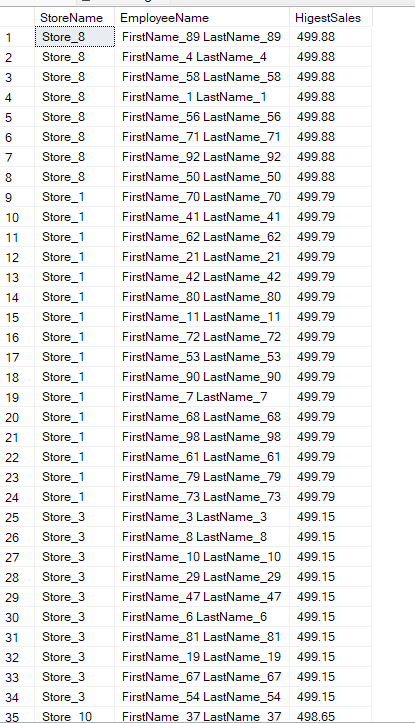 StoreName EmployeeName HigestSales
1 Store_8 FirstName_89 LastName_89 499.88
2 Store_8 FirstName_4 LastName_4 499.88
3 Store_8 FirstName_58 LastName_58 499.88
4 Store_8 FirstName_1 LastName_1 499.88
5 Store_8 FirstName_56 LastName_56 499.88
6 Store_8 FirstName_71 LastName_71 499.88
7 Store_8 FirstName_92 LastName_92 499.88
8 Store_8 FirstName_50 LastName_50 499.88
9 Store_1 FirstName_70 LastName_70 499.79
10 Store_1 FirstName_41 LastName_41 499.79
11 Store_1 FirstName_62 LastName_62 499.79
12 Store_1 FirstName_21 LastName_21 499.79
13 Store_1 FirstName_42 LastName_42 499.79
14 Store_1 FirstName_80 LastName_80 499.79
15 Store_1 FirstName_11 LastName_11 499.79
16 Store_1 FirstName_72 LastName_72 499.79
17 Store_1 FirstName_53 LastName_53 499.79
18 Store_1 FirstName_90 LastName_90 499.79
19 Store_1 FirstName_7 LastName_7 499.79
20 Store_1 FirstName_68 LastName_68 499.79
21 Store_1 FirstName_98 LastName_98 499.79
22 Store_1 FirstName_61 LastName_61 499.79
23 Store_1 FirstName_79 LastName_79 499.79
24 Store_1 FirstName_73 LastName_73 499.79
25 Store_3 FirstName_3 LastName_3 499.15
26 Store_3 FirstName_8 LastName_8 499.15
27 Store_3 FirstName_10 LastName_10 499.15
28 Store_3 FirstName_29 LastName_29 499.15
29 Store_3 FirstName_47 LastName_47 499.15
30 Store_3 FirstName_6 LastName_6 499.15
31 Store_3 FirstName_81 LastName_81 499.15
32 Store_3 FirstName_19 LastName_19 499.15
33 Store_3 FirstName_67 LastName_67 499.15
34 Store_3 FirstName_54 LastName_54 499.15
35 Store_10 FirstName_37 LastName_37 498.65